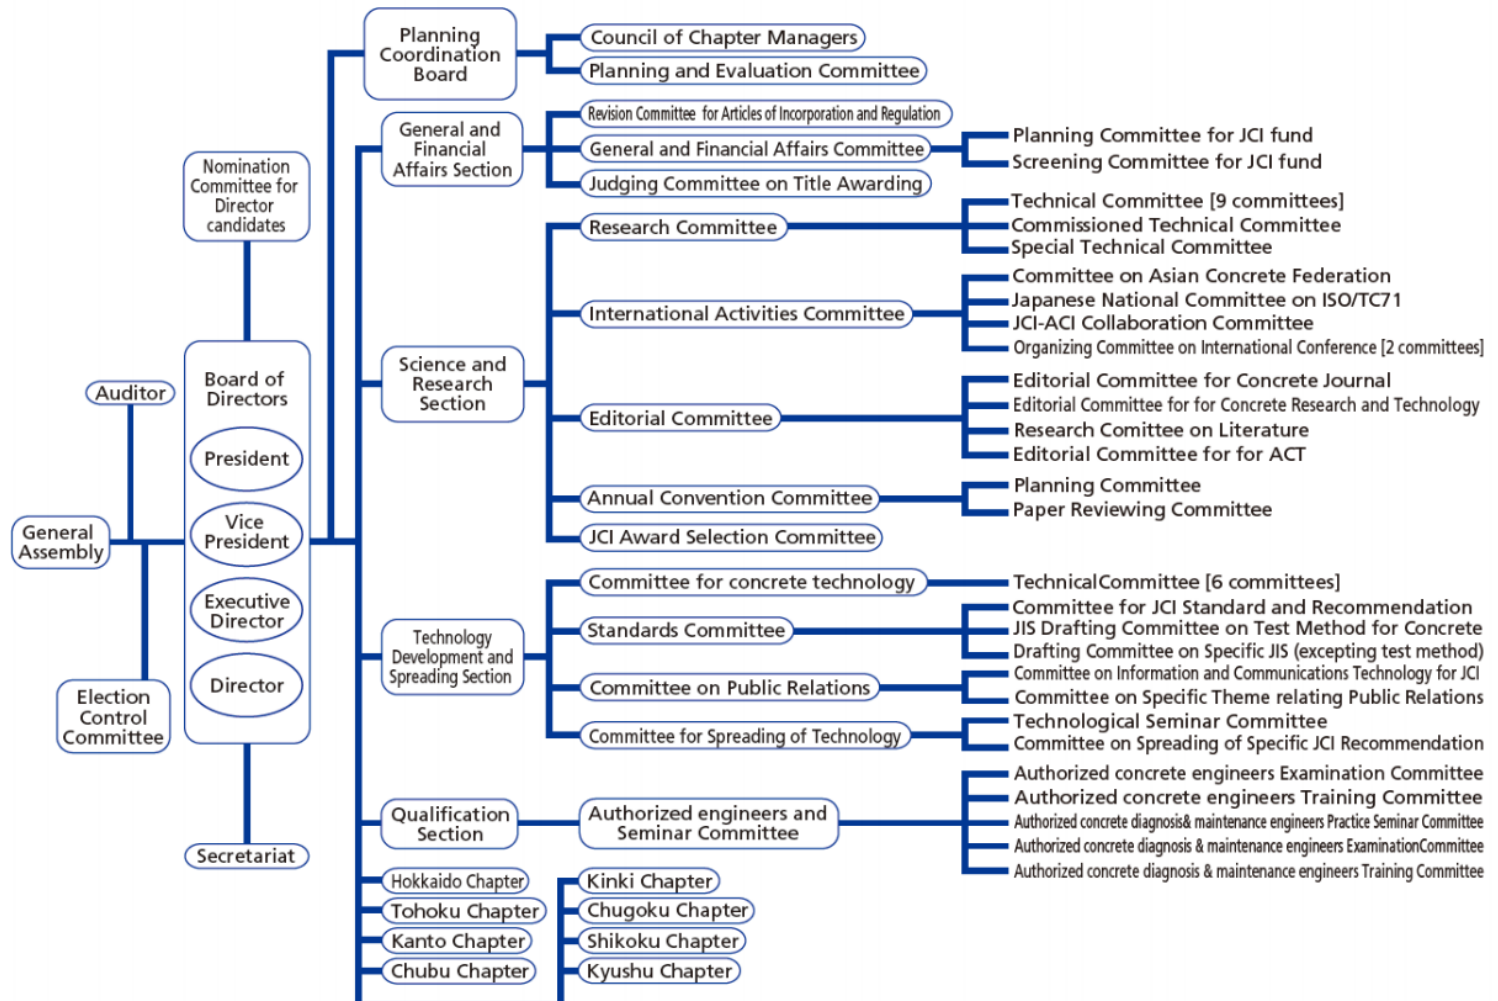 General
Assembly
Auditor
Election
Control
Committee
Nomination
Committee for
Director
candidates
Board of
Directors
President
Vice
President
Executive
Director
Director
Secretariat
Planning
Coordination
Board
Council of Chapter Managers
Planning and Evaluation Committee
General and
Financial
Affairs Section
Revision Committee for Articles of Incorporation and Regulation
General and Financial Affairs Committee
Planning Committee for JCI fund
Screening Committee for JCI fund
Judging Committee on Title Awarding
Science and
Research
Section
Research Committee
Technical Committee [9 committees]
Commissioned Technical Committee
Special Technical Committee
International Activities Committee
Committee on Asian Concrete Federation
Japanese National Committee on ISO/TC71
JCI-ACI Collaboration Committee
Organizing Committee on International Conference [2 committees]
Editorial Committee
Editorial Committee for Concrete Journal
Editorial Committee for for Concrete Research and Technology
Research Comittee on Literature
Editorial Committee for for ACT
Annual Convention Committee
Planning Committee
Paper Reviewing Committee
JCI Award Selection Committee
Technology
Development and
Spreading Section
Committee for concrete technology
TechnicalCommittee [6 committees]
Standards Committee
Committee for JCI Standard and Recommendation
JIS Drafting Committee on Test Method for Concrete
Drafting Committee on Specific JIS (excepting test method)
Committee on Public Relations
Committee on Information and Communications Technology for JCI
Committee on Specific Theme relating Public Relations
Committee for Spreading of Technology
Technological Seminar Committee
Committee on Spreading of Specific JCI Recommendation
Qualification
Section
Authorized engineers and
Seminar Committee
Authorized concrete engineers Examination Committee
Authorized concrete engineers Training Committee
Authorized concrete diagnosis& maintenance engineers Practice Seminar Committee
Authorized concrete diagnosis & maintenance engineers ExaminationCommittee
Authorized concrete diagnosis & maintenance engineers Training Committee
Hokkaido Chapter
Tohoku Chapter
Kanto Chapter
Chubu Chapter
Kinki Chapter
Chugoku Chapter
Shikoku Chapter
Kyushu Chapter